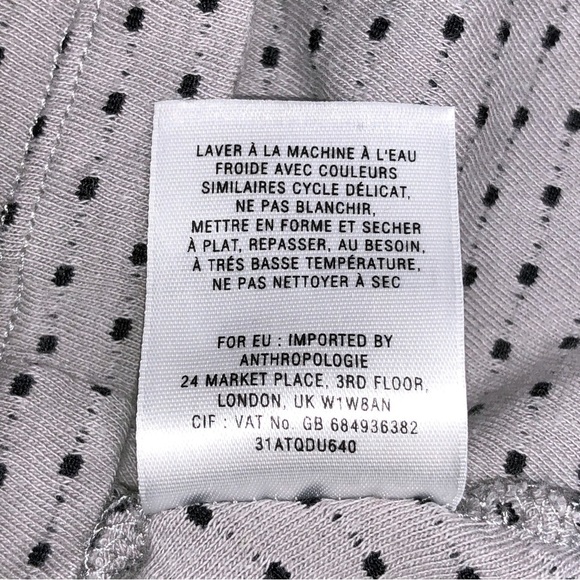 LAVER À LA MACHINE À L'EAU
FROIDE AVEC COULEURS
SIMILAIRES CYCLE DÉLICAT,
NE PAS BLANCHIR,
METTRE EN FORME ET SECHER
À PLAT, REPASSER, AU BESOIN,
À TRÉS BASSE TEMPÉRATURE,
NE PAS NETTOYER À SEC
FOR EU : IMPORTED BY
ANTHROPOLOGIE
24 MARKET PLACE, 3RD FLOOR,
LONDON, UK W1W8AN
CIF : VAT No. GB 684936382
31ATQDU640